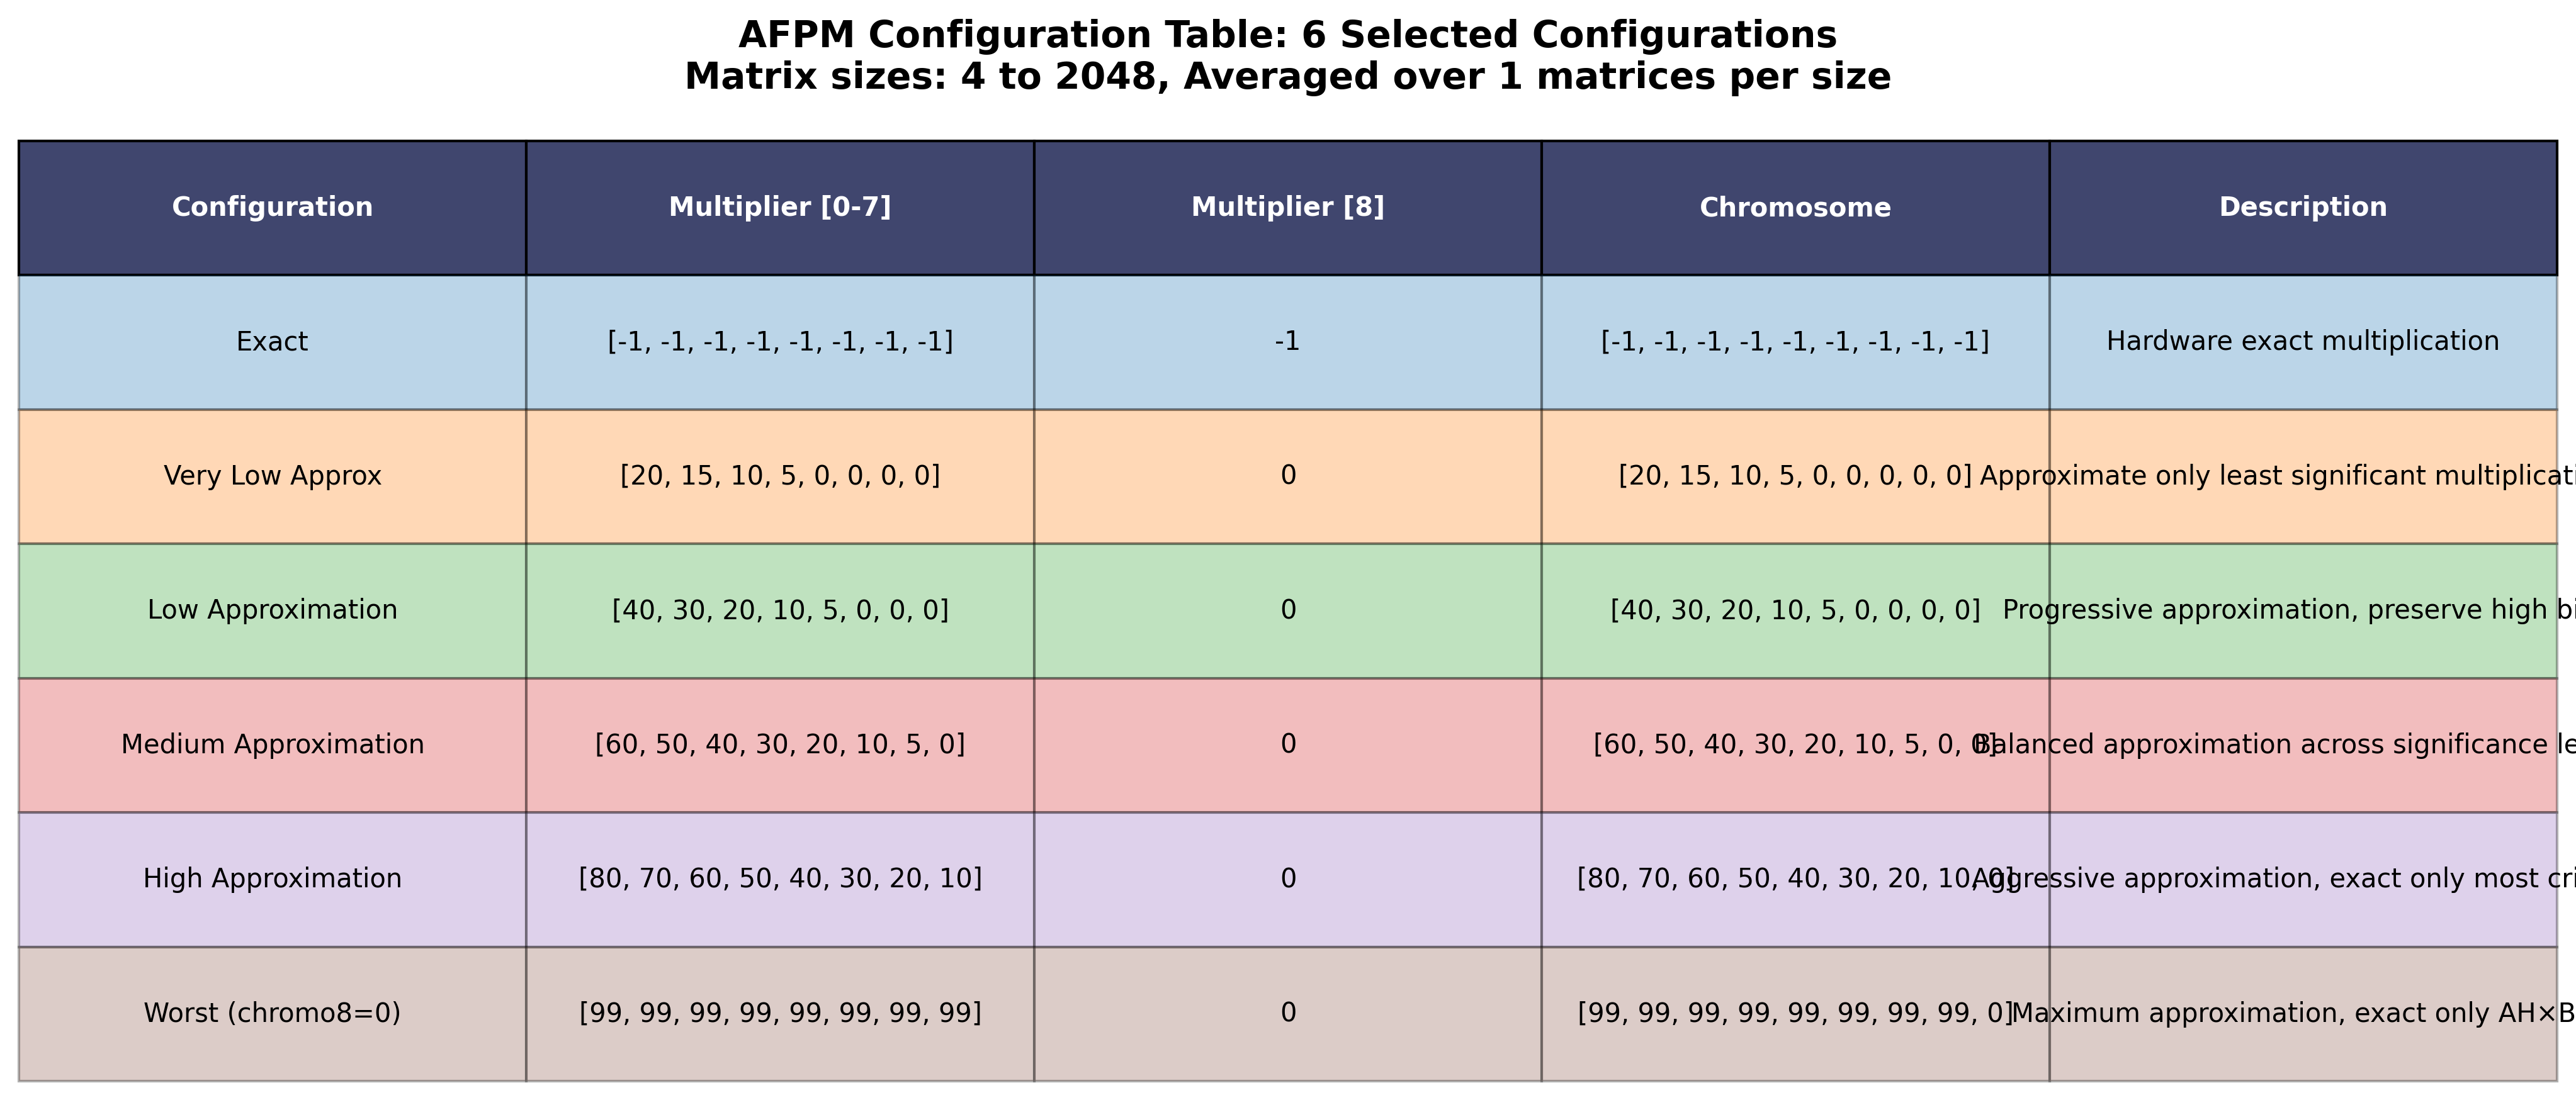 AFPM Configuration Table: 6 Selected Configurations
Matrix sizes: 4 to 2048, Averaged over 1 matrices per size
Configuration Multiplier [0-7] Multiplier [8] Chromosome Description
Exact [-1, -1, -1, -1, -1, -1, -1, -1] -1 [-1, -1, -1, -1, -1, -1, -1, -1, -1] Hardware exact multiplication
Very Low Approx [20, 15, 10, 5, 0, 0, 0, 0] 0 [20, 15, 10, 5, 0, 0, 0, 0, 0] Approximate only least significant multiplicati
Low Approximation [40, 30, 20, 10, 5, 0, 0, 0] 0 [40, 30, 20, 10, 5, 0, 0, 0, 0] Progressive approximation, preserve high bi
Medium Approximation [60, 50, 40, 30, 20, 10, 5, 0] 0 [60, 50, 40, 30, 20, 10, 5, 0, 0] Balanced approximation across significance le
High Approximation [80, 70, 60, 50, 40, 30, 20, 10] 0 [80, 70, 60, 50, 40, 30, 20, 10, 0] Aggressive approximation, exact only most cri
Worst (chromo8=0) [99, 99, 99, 99, 99, 99, 99, 99] 0 [99, 99, 99, 99, 99, 99, 99, 99, 0] Maximum approximation, exact only AH×B